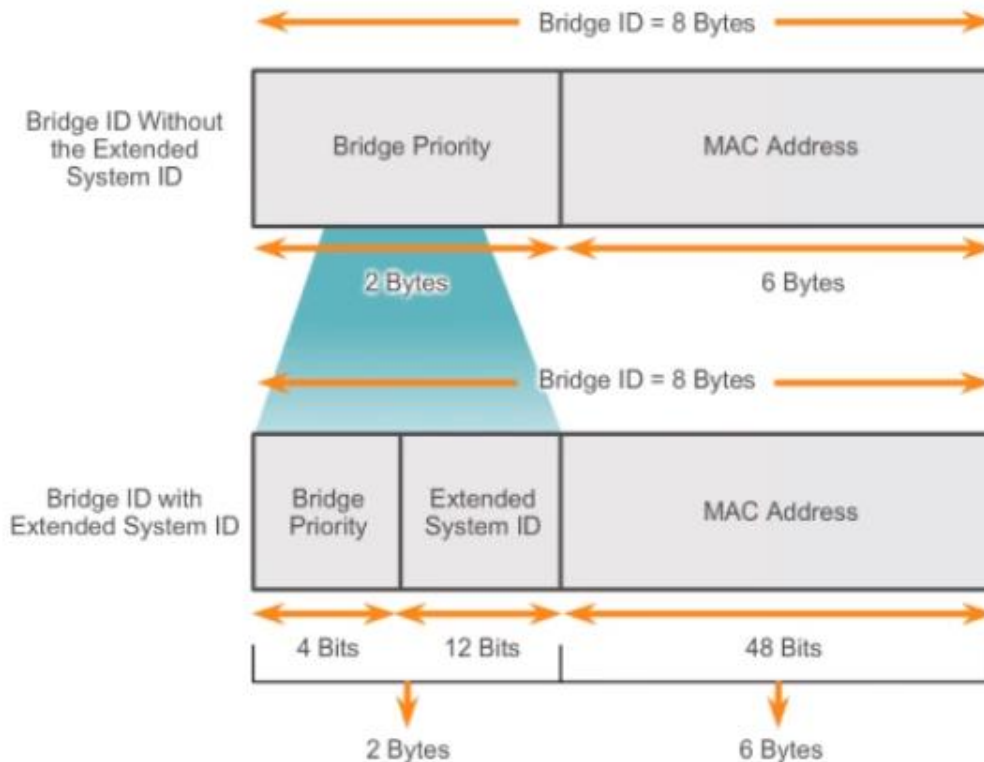 Bridge ID = 8 Bytes
Bridge ID Without
the Extended
System ID
Bridge Priority
MAC Address
2 Bytes
6 Bytes
Bridge ID = 8 Bytes
Bridge ID with
Extended System ID
Bridge
Priority
Extended
System ID
MAC Address
4 Bits
12 Bits
48 Bits
2 Bytes
6 Bytes